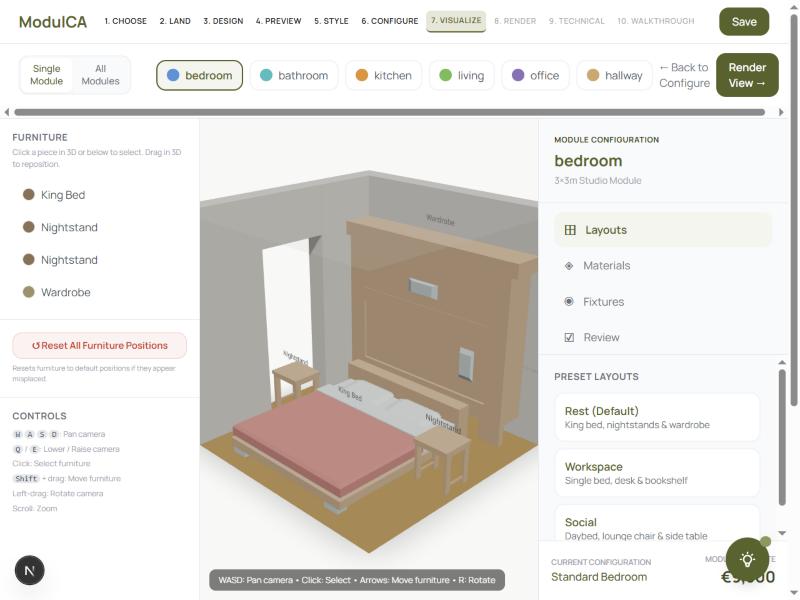 ModulCA
1. CHOOSE 2. LAND 3. DESIGN 4. PREVIEW 5. STYLE 6. CONFIGURE 7. VISUALIZE 8. RENDER 9. TECHNICAL 10. WALKTHROUGH
Save
Single Module
All Modules
bedroom bathroom kitchen living office hallway
← Back to Configure
Render View →
FURNITURE
Click a piece in 3D or below to select. Drag in 3D
to reposition.
King Bed
Nightstand
Nightstand
Wardrobe
↺ Reset All Furniture Positions
Resets furniture to default positions if they appear
misplaced.
CONTROLS
W A S D: Pan camera
Q / E: Lower / Raise camera
Click: Select furniture
Shift + drag: Move furniture
Left-drag: Rotate camera
Scroll: Zoom
N
Wardrobe
Nightstand
King Bed
Nightstand
WASD: Pan camera • Click: Select • Arrows: Move furniture • R: Rotate
MODULE CONFIGURATION
bedroom
3×3m Studio Module
Layouts
Materials
Fixtures
Review
PRESET LAYOUTS
Rest (Default)
King bed, nightstands & wardrobe
Workspace
Single bed, desk & bookshelf
Social
Daybed, lounge chair & side table
CURRENT CONFIGURATION
Standard Bedroom